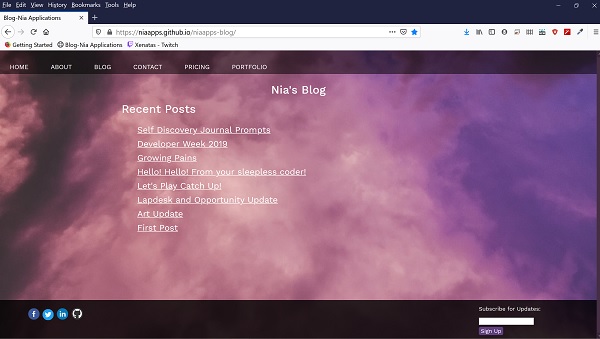 File Edit View History Bookmarks Tools Help
Blog-Nia Applications
https://niaapps.github.io/niaapps-blog/
Getting Started Blog-Nia Applications Xenatas - Twitch
HOME ABOUT BLOG CONTACT PRICING PORTFOLIO
Nia's Blog
Recent Posts
Self Discovery Journal Prompts
Developer Week 2019
Growing Pains
Hello! Hello! From your sleepless coder!
Let's Play Catch Up!
Lapdesk and Opportunity Update
Art Update
First Post
Subscribe for Updates:
Sign Up